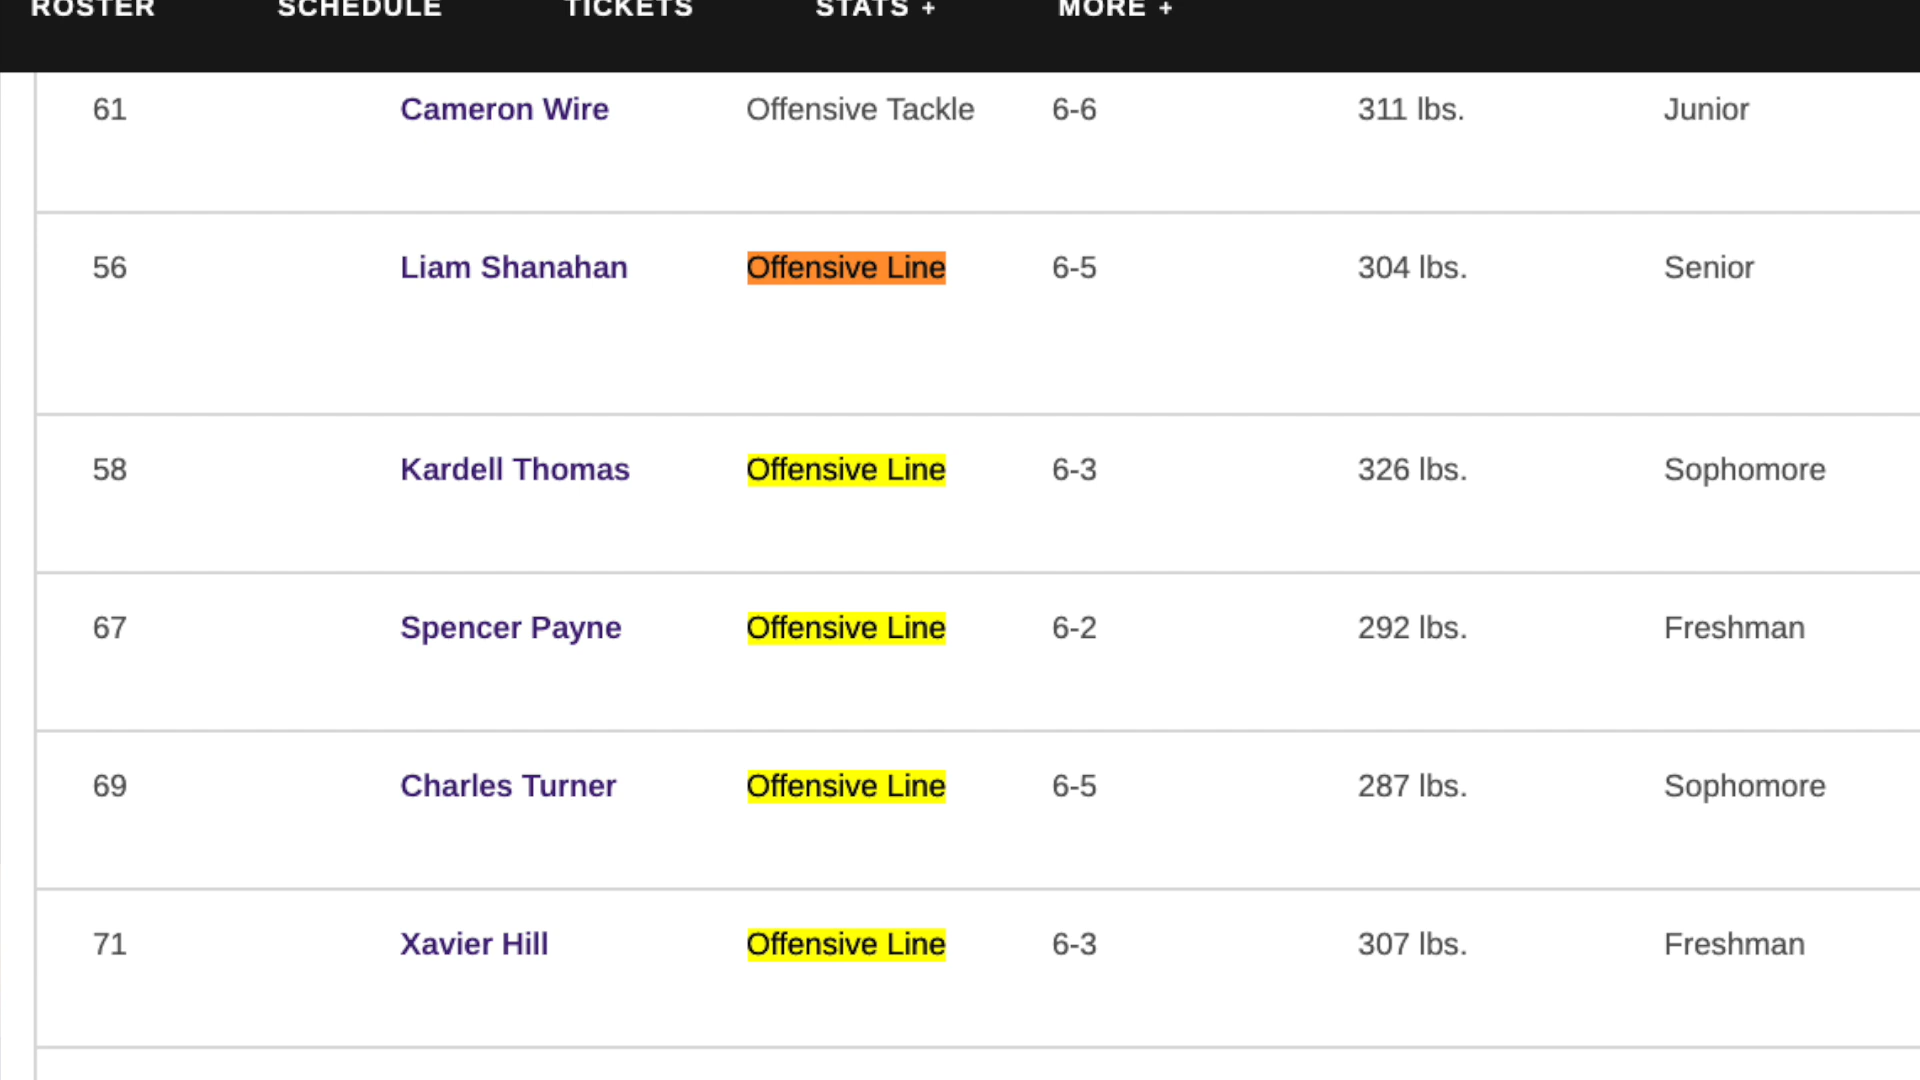 ROSTER SCHEDULE TICKETS STATS + MORE +
61 Cameron Wire Offensive Tackle 6-6 311 lbs. Junior
56 Liam Shanahan Offensive Line 6-5 304 lbs. Senior
58 Kardell Thomas Offensive Line 6-3 326 lbs. Sophomore
67 Spencer Payne Offensive Line 6-2 292 lbs. Freshman
69 Charles Turner Offensive Line 6-5 287 lbs. Sophomore
71 Xavier Hill Offensive Line 6-3 307 lbs. Freshman